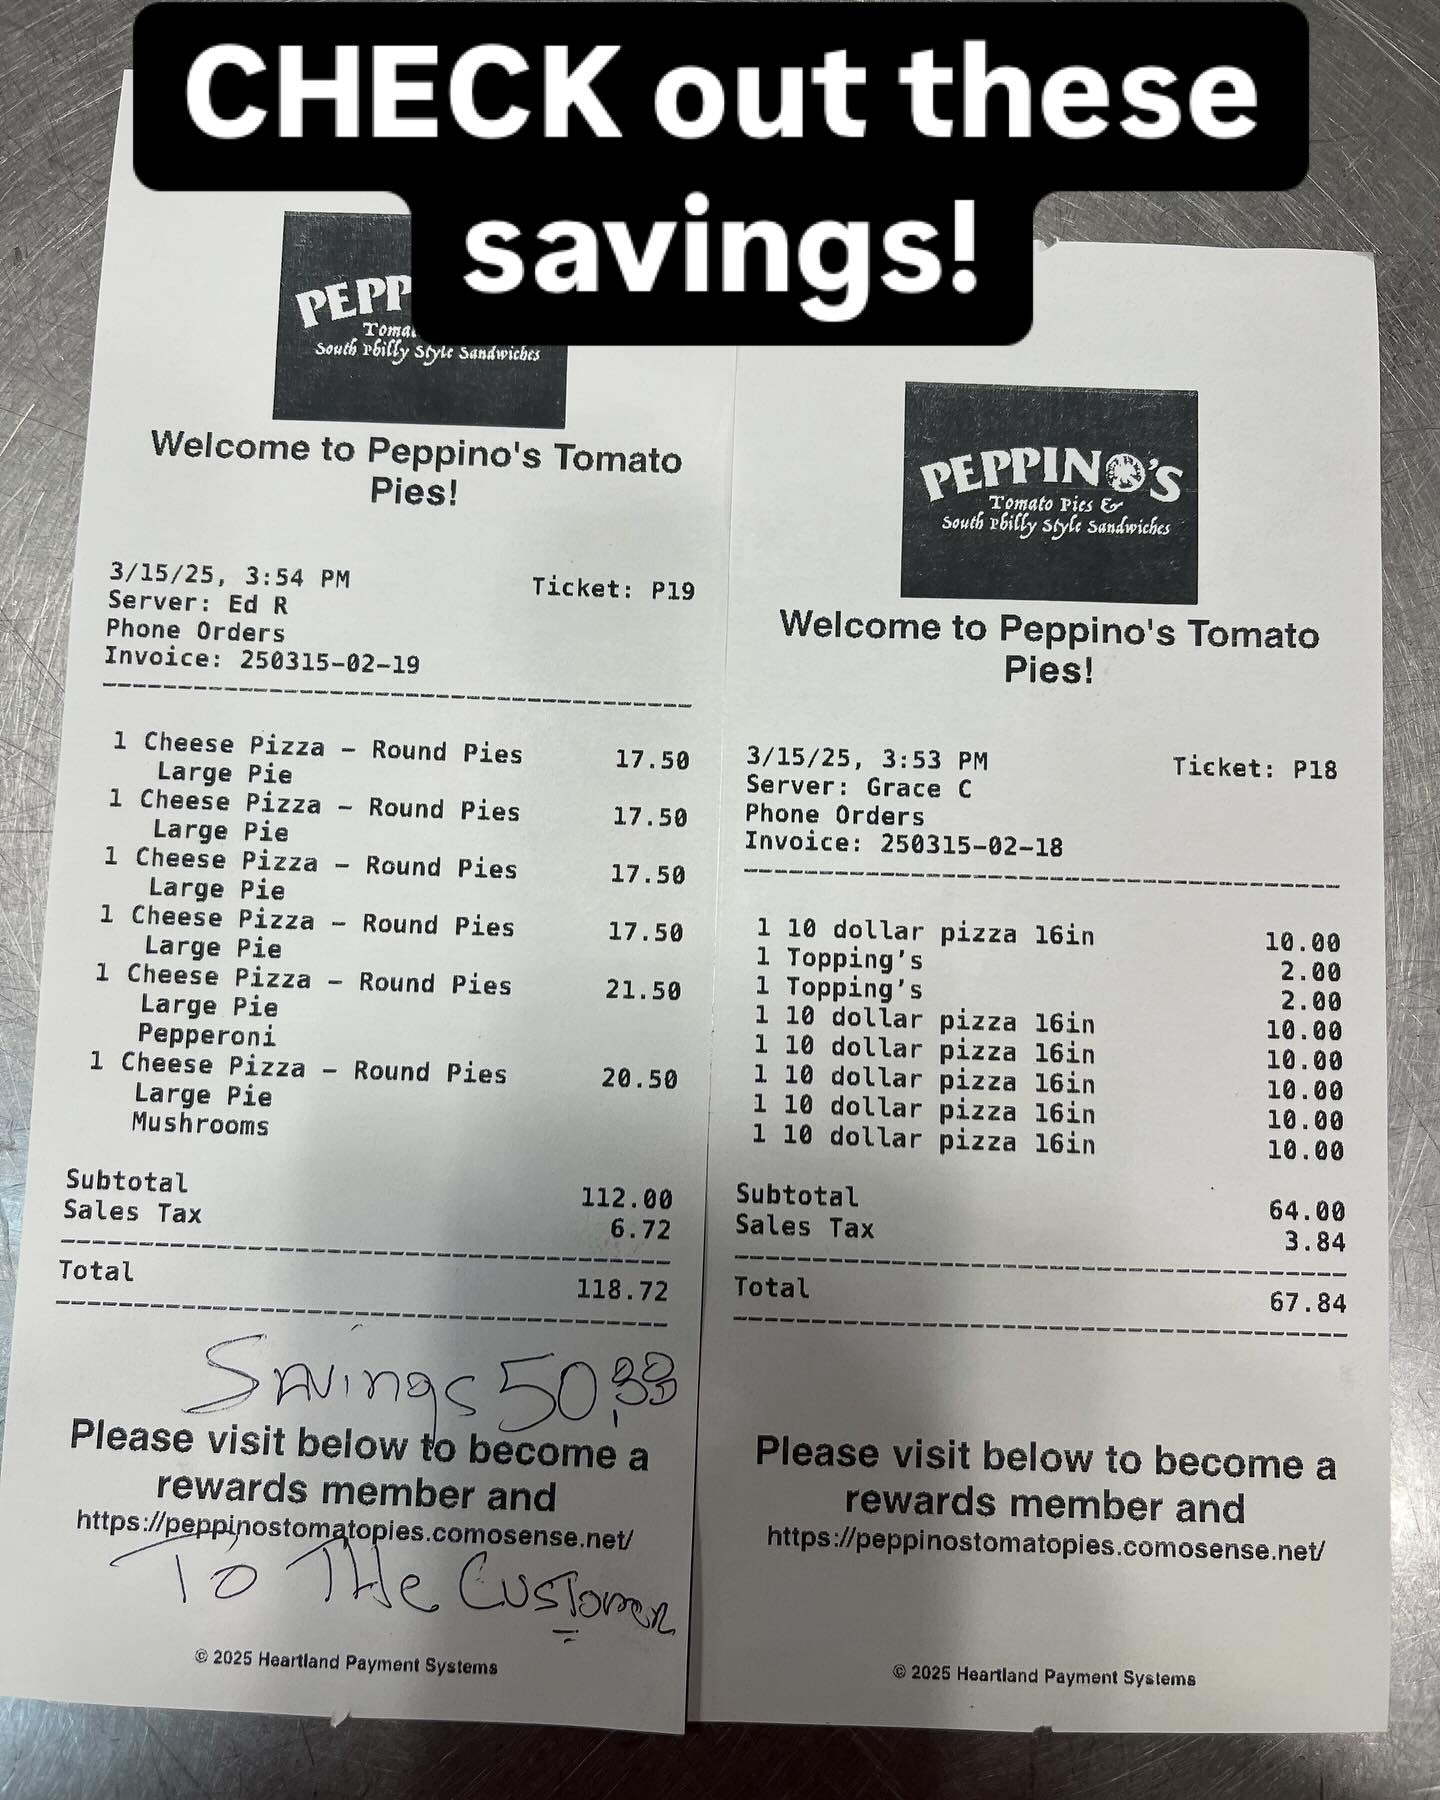 CHECK out these
savings!
PEPP
Toma
South Philly Style Sandwiches
Welcome to Peppino's Tomato
Pies!
3/15/25, 3:54 PM Ticket: P19
Server: Ed R
Phone Orders
Invoice: 250315-02-19
1 Cheese Pizza - Round Pies 17.50
Large Pie
1 Cheese Pizza - Round Pies 17.50
Large Pie
1 Cheese Pizza - Round Pies 17.50
Large Pie
1 Cheese Pizza - Round Pies 17.50
Large Pie
1 Cheese Pizza - Round Pies 21.50
Large Pie
Pepperoni
1 Cheese Pizza - Round Pies 20.50
Large Pie
Mushrooms
Subtotal 112.00
Sales Tax 6.72
Total 118.72
Savings 50.88
Please visit below to become a
rewards member and
https://peppinostomatopies.comosense.net/
To The Customer
© 2025 Heartland Payment Systems
PEPPINO'S
Tomato Pies &
South Philly Style Sandwiches
Welcome to Peppino's Tomato
Pies!
3/15/25, 3:53 PM Ticket: P18
Server: Grace C
Phone Orders
Invoice: 250315-02-18
1 10 dollar pizza 16in 10.00
1 Topping's 2.00
1 Topping's 2.00
1 10 dollar pizza 16in 10.00
1 10 dollar pizza 16in 10.00
1 10 dollar pizza 16in 10.00
1 10 dollar pizza 16in 10.00
1 10 dollar pizza 16in 10.00
Subtotal 64.00
Sales Tax 3.84
Total 67.84
Please visit below to become a
rewards member and
https://peppinostomatopies.comosense.net/
© 2025 Heartland Payment Systems